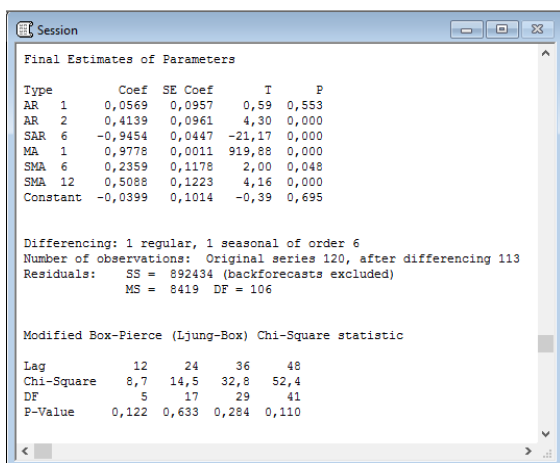 Session
Final Estimates of Parameters
Type Coef SE Coef T P
AR 1 0,0569 0,0957 0,59 0,553
AR 2 0,4139 0,0961 4,30 0,000
SAR 6 -0,9454 0,0447 -21,17 0,000
MA 1 0,9778 0,0011 919,88 0,000
SMA 6 0,2359 0,1178 2,00 0,048
SMA 12 0,5088 0,1223 4,16 0,000
Constant -0,0399 0,1014 -0,39 0,695
Differencing: 1 regular, 1 seasonal of order 6
Number of observations: Original series 120, after differencing 113
Residuals: SS = 892434 (backforecasts excluded)
MS = 8419 DF = 106
Modified Box-Pierce (Ljung-Box) Chi-Square statistic
Lag 12 24 36 48
Chi-Square 8,7 14,5 32,8 52,4
DF 5 17 29 41
P-Value 0,122 0,633 0,284 0,110